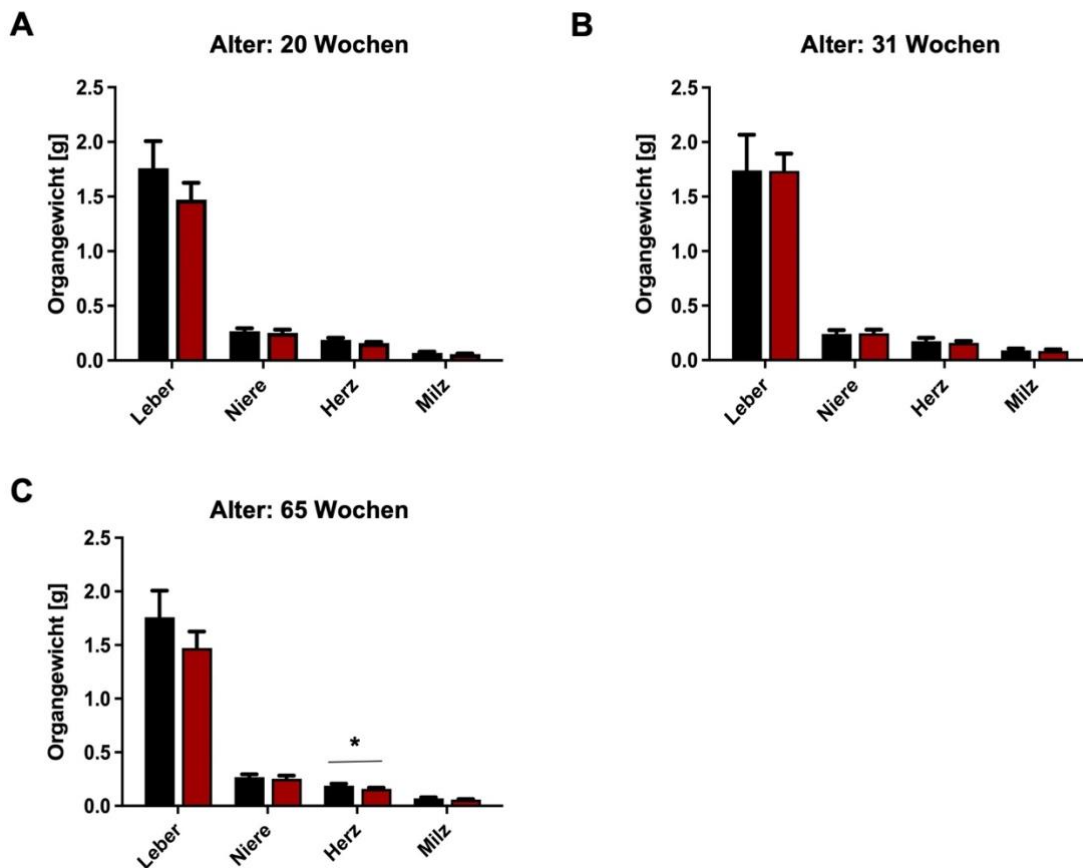 A
Alter: 20 Wochen
Organgewicht [g]
2.5
2.0
1.5
1.0
0.5
0.0
Leber
Niere
Herz
Milz
B
Alter: 31 Wochen
Organgewicht [g]
2.5
2.0
1.5
1.0
0.5
0.0
Leber
Niere
Herz
Milz
C
Alter: 65 Wochen
Organgewicht [g]
2.5
2.0
1.5
1.0
0.5
0.0
*
Leber
Niere
Herz
Milz